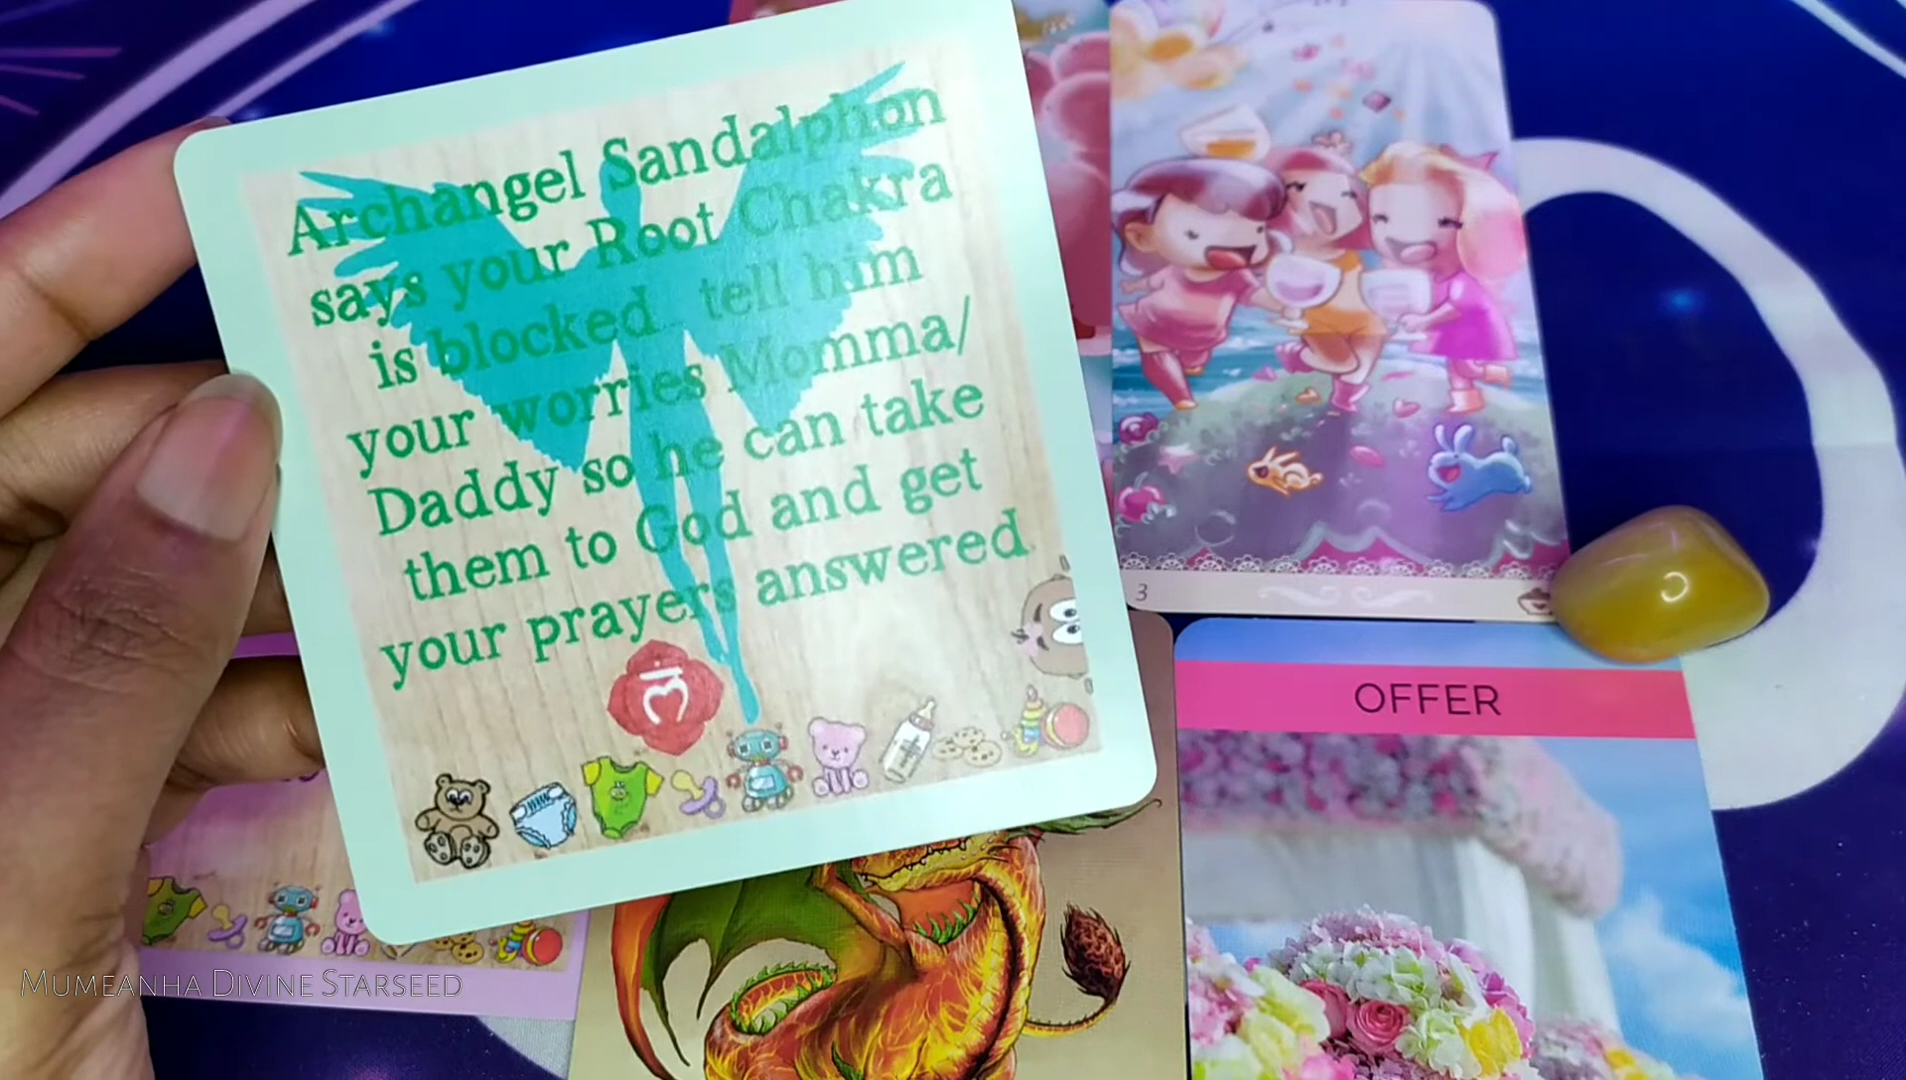 Archangel Sandalphon
says your Root Chakra
is blocked tell him
your worries Momma/
Daddy so he can take
them to God and get
your prayers answered
3
OFFER
MUMEANHA DIVINE STARSEED